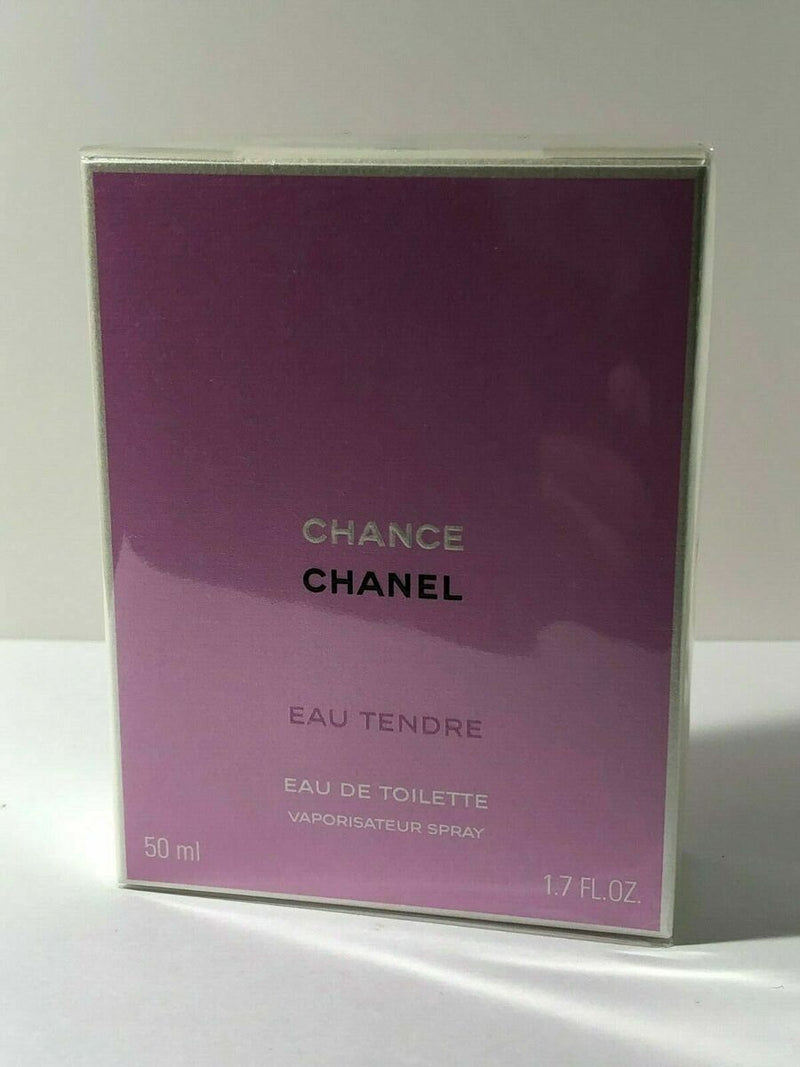 CHANCE
CHANEL
EAU TENDRE
EAU DE TOILETTE
VAPORISATEUR SPRAY
50 ml
1.7 FL.OZ.